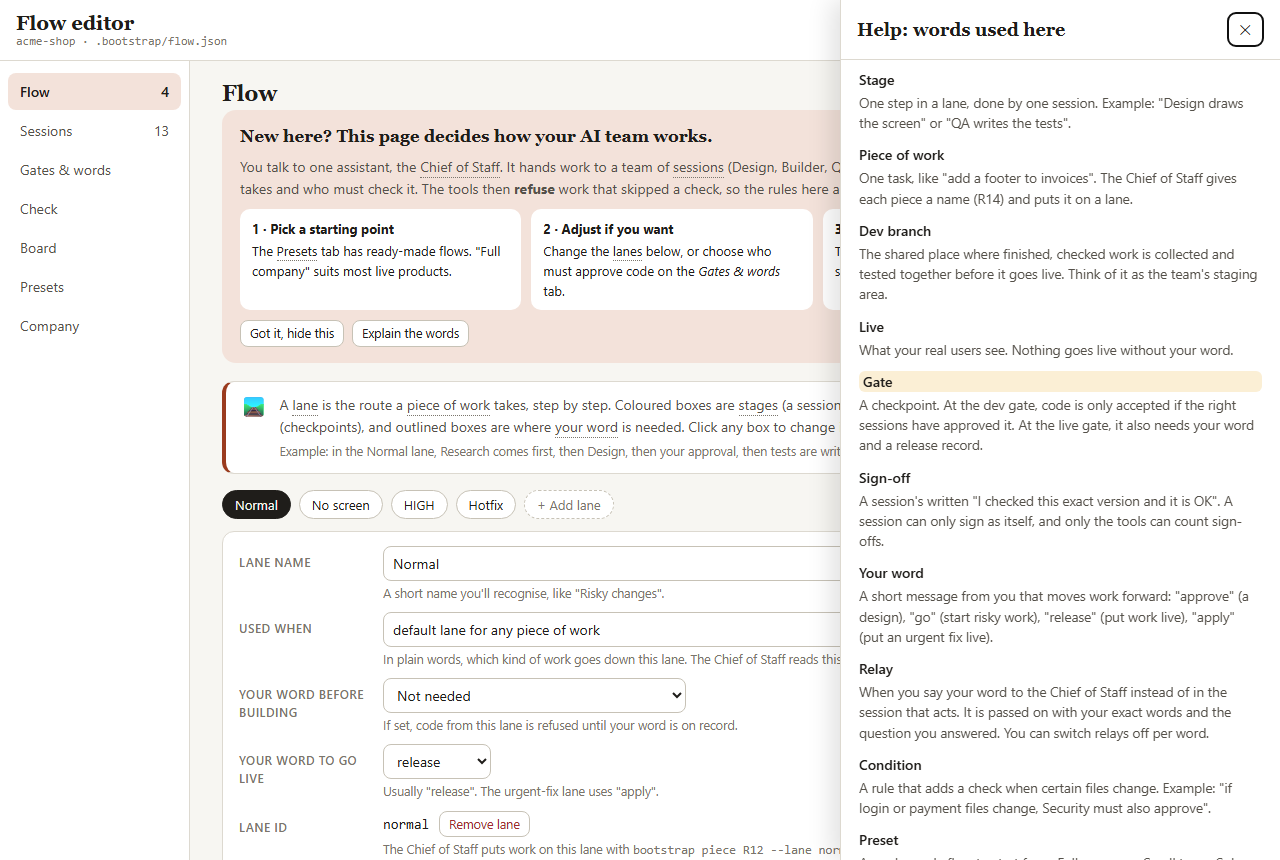 Flow editor
acme-shop · .bootstrap/flow.json
Flow 4
Sessions 13
Gates & words
Check
Board
Presets
Company
Flow
New here? This page decides how your AI team works.
You talk to one assistant, the Chief of Staff. It hands work to a team of sessions (Design, Builder,
takes and who must check it. The tools then refuse work that skipped a check, so the rules here
1 · Pick a starting point
The Presets tab has ready-made flows. "Full
company" suits most live products.
2 · Adjust if you want
Change the lanes below, or choose who
must approve code on the Gates & words
tab.
3
Got it, hide this
Explain the words
A lane is the route a piece of work takes, step by step. Coloured boxes are stages (a session
(checkpoints), and outlined boxes are where your word is needed. Click any box to change
Example: in the Normal lane, Research comes first, then Design, then your approval, then tests are
Normal
No screen
HIGH
Hotfix
+ Add lane
LANE NAME
Normal
A short name you'll recognise, like "Risky changes".
USED WHEN
default lane for any piece of work
In plain words, which kind of work goes down this lane. The Chief of Staff reads this
YOUR WORD BEFORE
BUILDING
Not needed
If set, code from this lane is refused until your word is on record.
YOUR WORD TO GO
LIVE
release
Usually "release". The urgent-fix lane uses "apply".
LANE ID
normal
Remove lane
The Chief of Staff puts work on this lane with bootstrap piece R12 --lane
Help: words used here
Stage
One step in a lane, done by one session. Example: "Design draws
the screen" or "QA writes the tests".
Piece of work
One task, like "add a footer to invoices". The Chief of Staff gives
each piece a name (R14) and puts it on a lane.
Dev branch
The shared place where finished, checked work is collected and
tested together before it goes live. Think of it as the team's staging
area.
Live
What your real users see. Nothing goes live without your word.
Gate
A checkpoint. At the dev gate, code is only accepted if the right
sessions have approved it. At the live gate, it also needs your word
and a release record.
Sign-off
A session's written "I checked this exact version and it is OK". A
session can only sign as itself, and only the tools can count sign-
offs.
Your word
A short message from you that moves work forward: "approve" (a
design), "go" (start risky work), "release" (put work live), "apply"
(put an urgent fix live).
Relay
When you say your word to the Chief of Staff instead of in the
session that acts. It is passed on with your exact words and the
question you answered. You can switch relays off per word.
Condition
A rule that adds a check when certain files change. Example: "if
login or payment files change, Security must also approve".
Preset